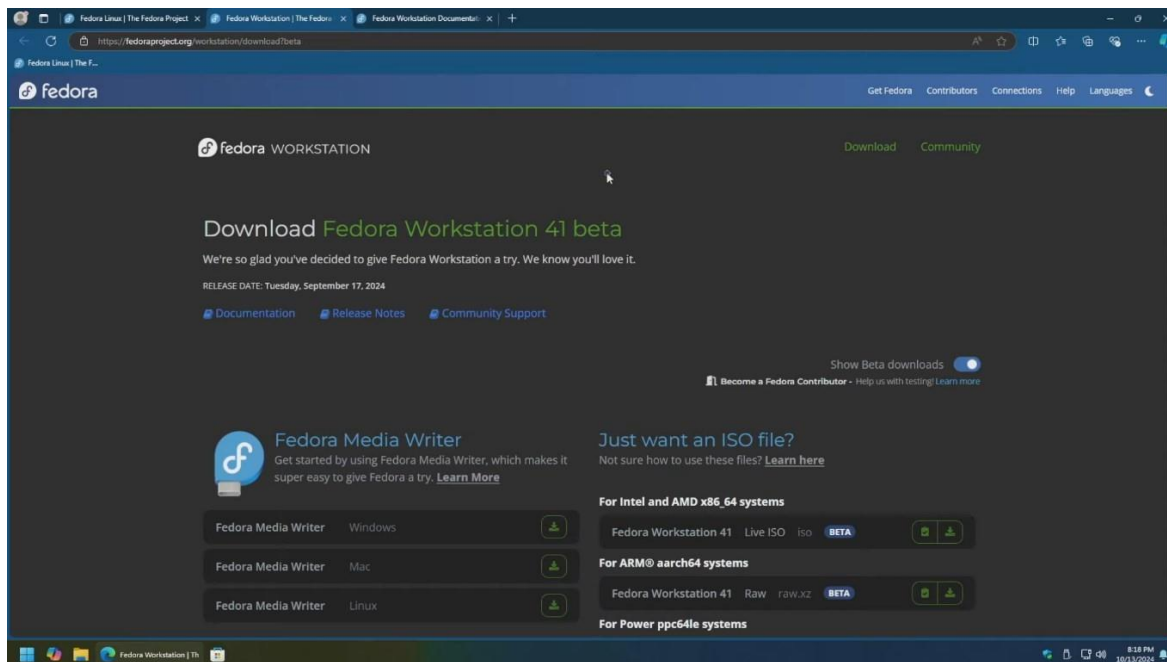 Fedora Linux | The Fedora Project
Fedora Workstation | The Fedora
Fedora Workstation Documentati
https://fedoraproject.org/workstation/download?beta
Fedora Linux | The F...
fedora
Get Fedora Contributors Connections Help Languages
fedora WORKSTATION
Download Community
Download Fedora Workstation 41 beta
We're so glad you've decided to give Fedora Workstation a try. We know you'll love it.
RELEASE DATE: Tuesday, September 17, 2024
Documentation Release Notes Community Support
Show Beta downloads
Become a Fedora Contributor - Help us with testing! Learn more
Fedora Media Writer
Get started by using Fedora Media Writer, which makes it
super easy to give Fedora a try. Learn More
Fedora Media Writer Windows
Fedora Media Writer Mac
Fedora Media Writer Linux
Just want an ISO file?
Not sure how to use these files? Learn here
For Intel and AMD x86_64 systems
Fedora Workstation 41 Live ISO iso BETA
For ARM® aarch64 systems
Fedora Workstation 41 Raw raw.xz BETA
For Power ppc64le systems
Fedora Workstation | Th
8:18 PM
10/13/2024